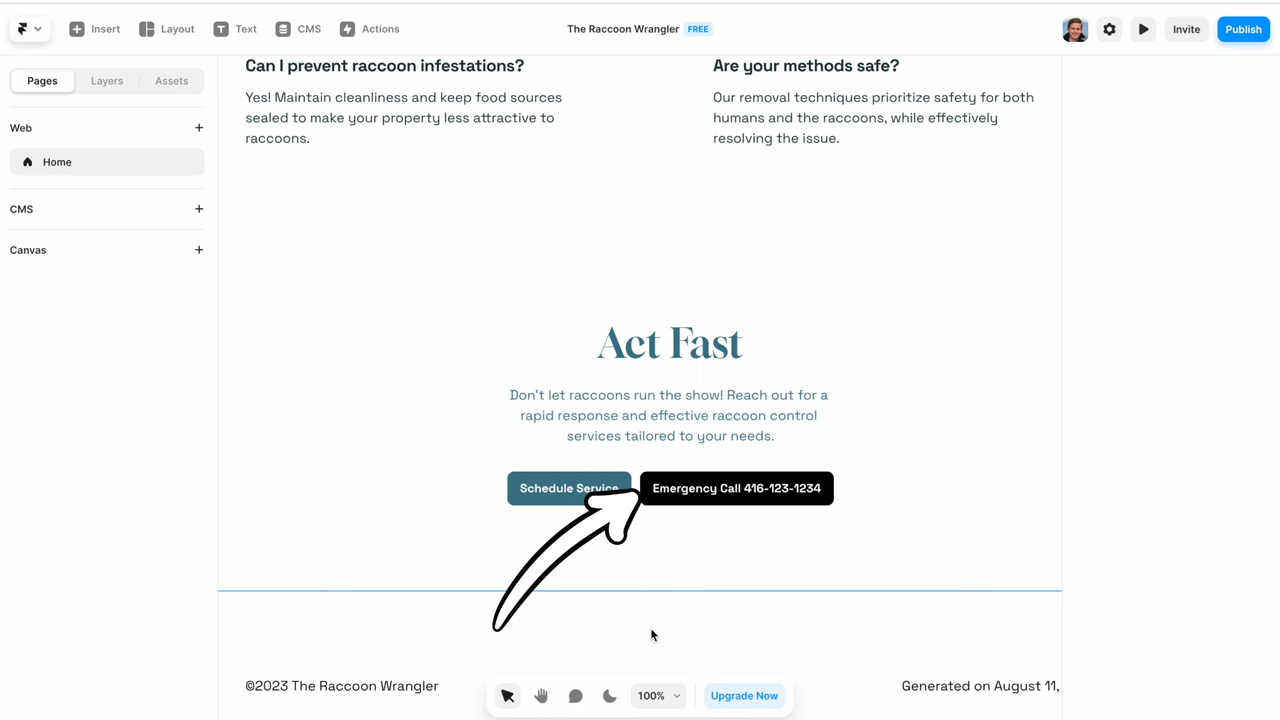 Insert
Layout
Text
CMS
Actions
The Raccoon Wrangler FREE
Invite
Publish
Pages
Layers
Assets
Web
Home
CMS
Canvas
Can I prevent raccoon infestations?
Yes! Maintain cleanliness and keep food sources
sealed to make your property less attractive to
raccoons.
Are your methods safe?
Our removal techniques prioritize safety for both
humans and the raccoons, while effectively
resolving the issue.
Act Fast
Don't let raccoons run the show! Reach out for a
rapid response and effective raccoon control
services tailored to your needs.
Schedule Service
Emergency Call 416-123-1234
©2023 The Raccoon Wrangler
Generated on August 11,
100%
Upgrade Now